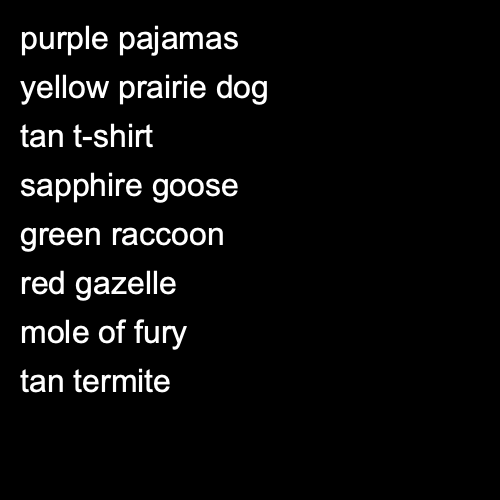 purple pajamas
yellow prairie dog
tan t-shirt
sapphire goose
green raccoon
red gazelle
mole of fury
tan termite